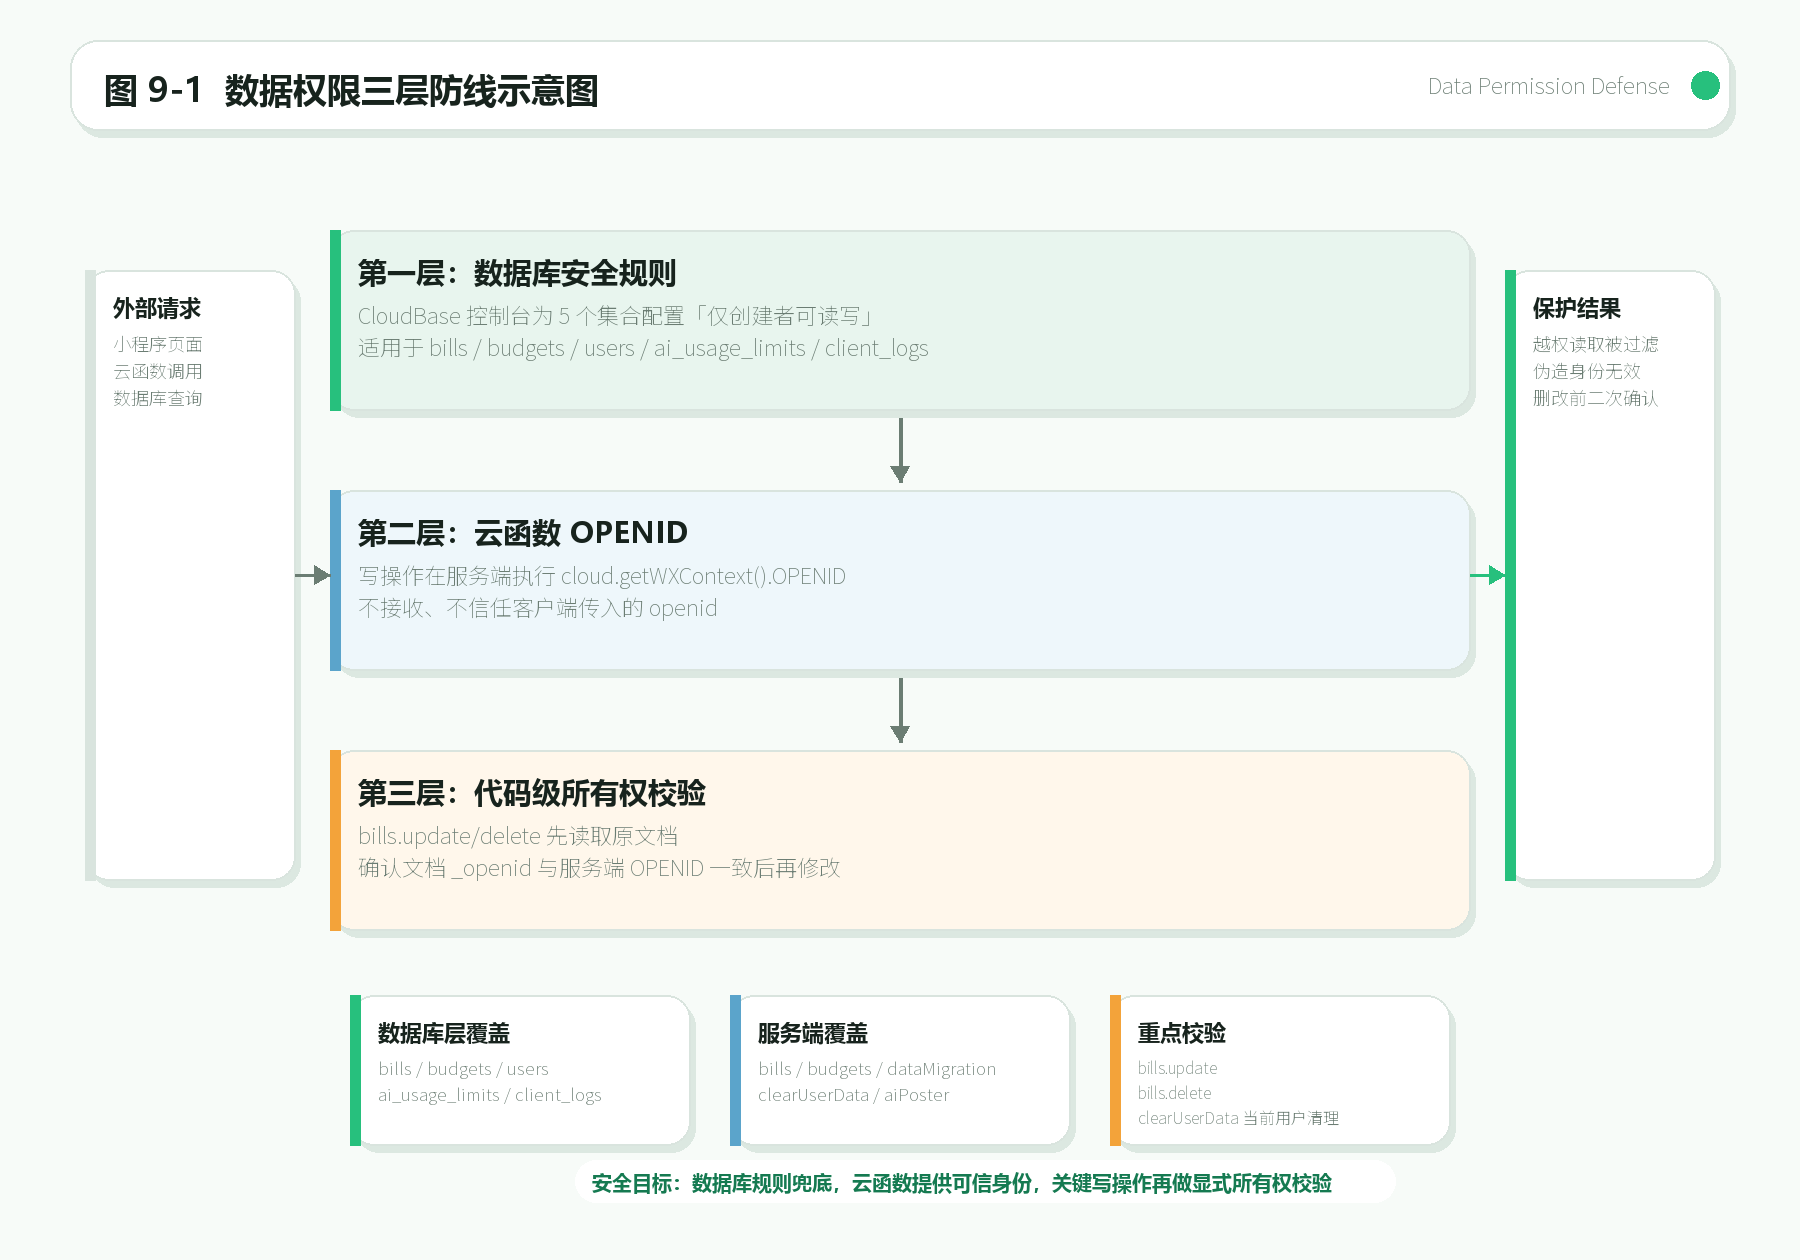 图 9-1 数据权限三层防线示意图
Data Permission Defense
外部请求
小程序页面
云函数调用
数据库查询
第一层：数据库安全规则
CloudBase 控制台为 5 个集合配置「仅创建者可读写」
适用于 bills / budgets / users / ai_usage_limits / client_logs
第二层：云函数 OPENID
写操作在服务端执行 cloud.getWXContext().OPENID
不接收、不信任客户端传入的 openid
第三层：代码级所有权校验
bills.update/delete 先读取原文档
确认文档 _openid 与服务端 OPENID 一致后再修改
保护结果
越权读取被过滤
伪造身份无效
删改前二次确认
数据库层覆盖
bills / budgets / users
ai_usage_limits / client_logs
服务端覆盖
bills / budgets / dataMigration
clearUserData / aiPoster
重点校验
bills.update
bills.delete
clearUserData 当前用户清理
安全目标：数据库规则兜底，云函数提供可信身份，关键写操作再做显式所有权校验